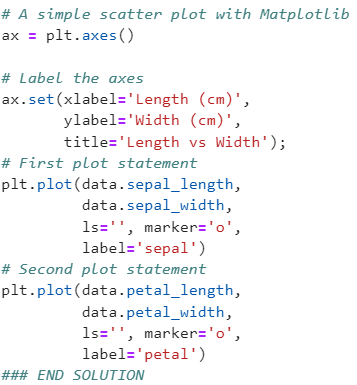 # A simple scatter plot with Matplotlib
ax = plt.axes()

# Label the axes
ax.set(xlabel='Length (cm)',
       ylabel='Width (cm)',
       title='Length vs Width');
# First plot statement
plt.plot(data.sepal_length,
         data.sepal_width,
         ls='', marker='o',
         label='sepal')
# Second plot statement
plt.plot(data.petal_length,
         data.petal_width,
         ls='', marker='o',
         label='petal')
### END SOLUTION